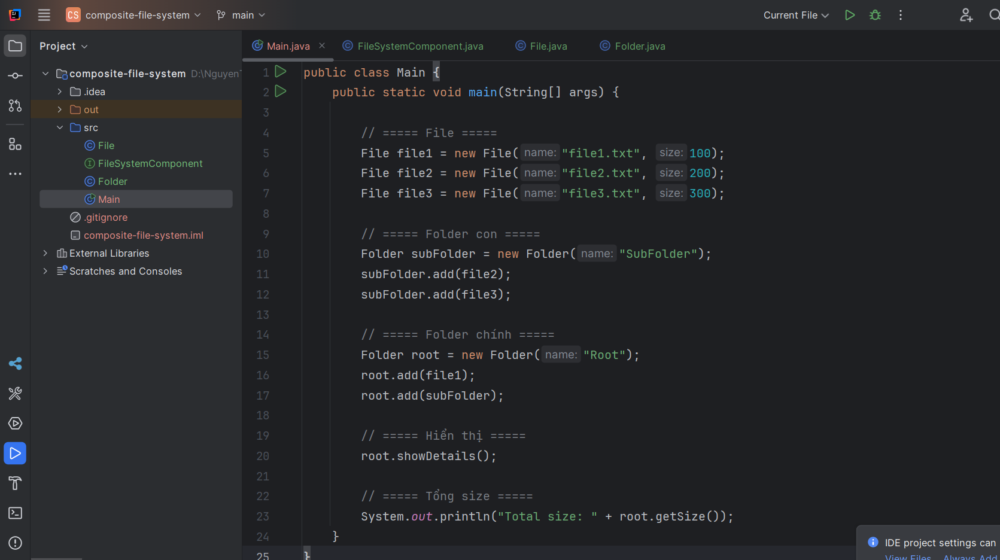 CS composite-file-system main Current File
Project
Main.java FileSystemComponent.java File.java Folder.java
composite-file-system D:\Nguyen
.idea
out
src
File
FileSystemComponent
Folder
Main
.gitignore
composite-file-system.iml
External Libraries
Scratches and Consoles
1 public class Main {
2 public static void main(String[] args) {
3
4 // ===== File =====
5 File file1 = new File( name: "file1.txt", size: 100);
6 File file2 = new File( name: "file2.txt", size: 200);
7 File file3 = new File( name: "file3.txt", size: 300);
8
9 // ===== Folder con =====
10 Folder subFolder = new Folder( name: "SubFolder");
11 subFolder.add(file2);
12 subFolder.add(file3);
13
14 // ===== Folder chính =====
15 Folder root = new Folder( name: "Root");
16 root.add(file1);
17 root.add(subFolder);
18
19 // ===== Hiển thị =====
20 root.showDetails();
21
22 // ===== Tổng size =====
23 System.out.println("Total size: " + root.getSize());
24 }
25 }
IDE project settings can
View Files Always Add